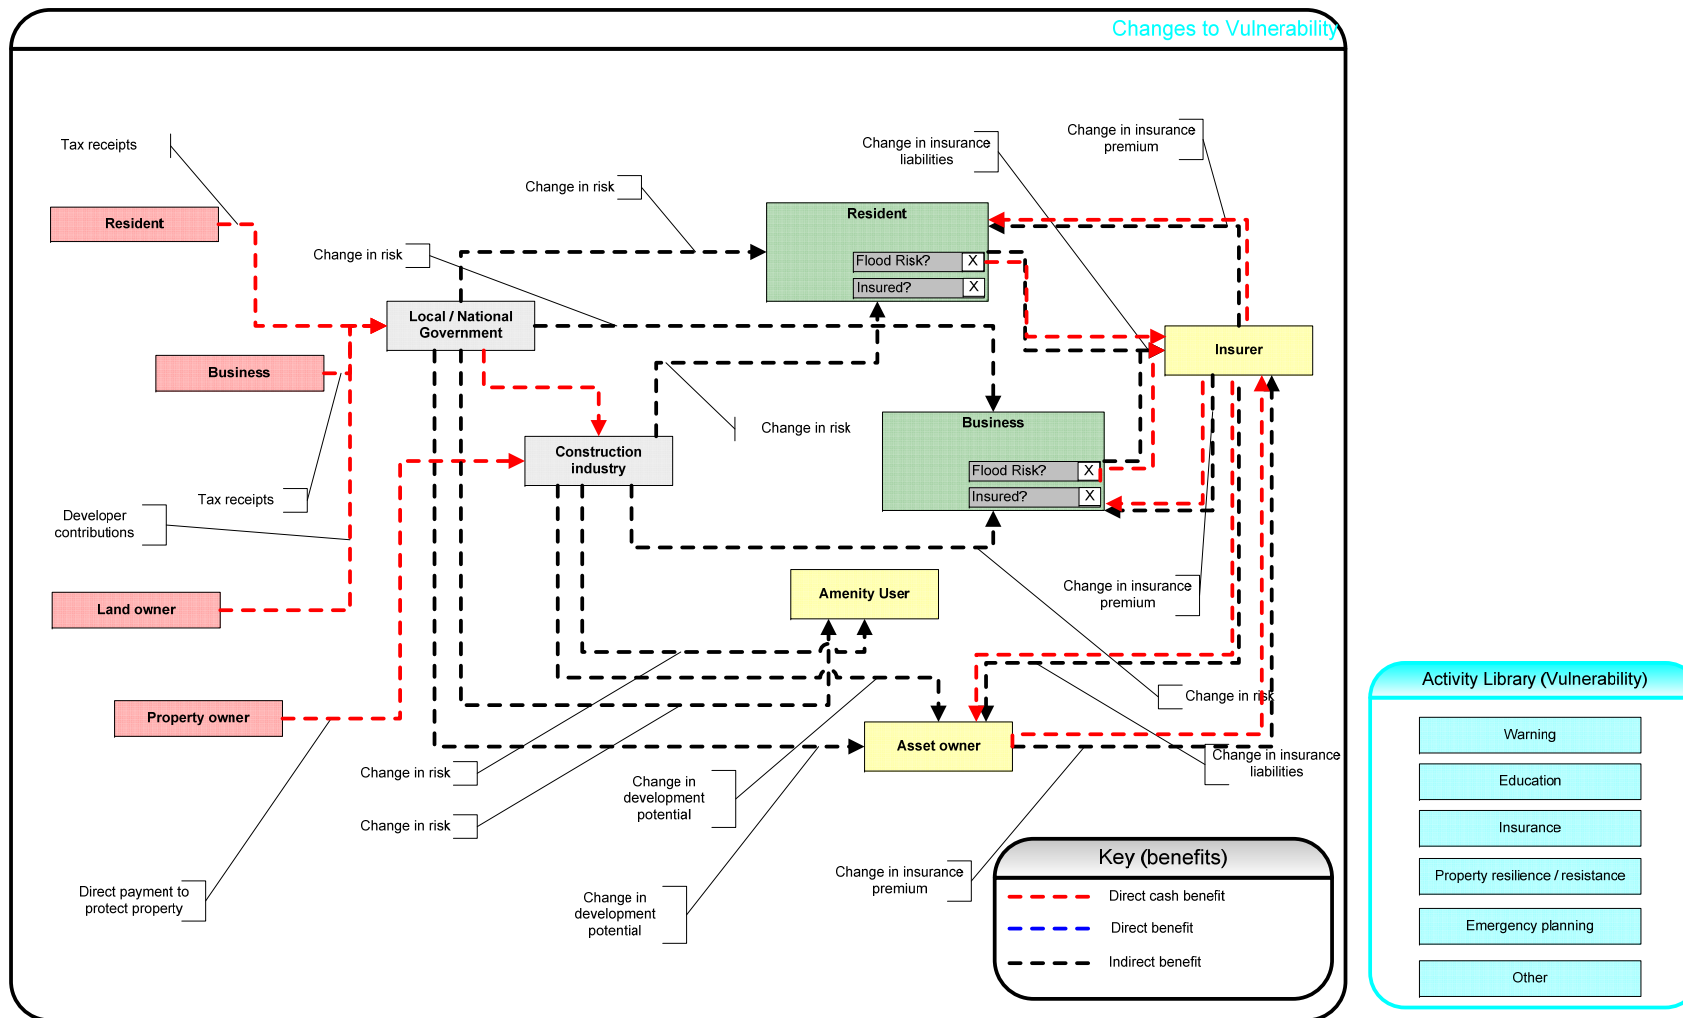 Changes to Vulnerability
Tax receipts
Change in risk
Change in insurance
liabilities
Change in insurance
premium
Resident
Resident
Change in risk
Flood Risk?
X
Insured?
X
Local / National
Government
Insurer
Business
Business
Change in risk
Construction
industry
Flood Risk?
X
Insured?
X
Tax receipts
Developer
contributions
Change in insurance
premium
Land owner
Amenity User
Change in risk
Property owner
Asset owner
Change in insurance
liabilities
Change in risk
Change in
development
potential
Change in risk
Direct payment to
protect property
Change in
development
potential
Change in insurance
premium
Key (benefits)
Direct cash benefit
Direct benefit
Indirect benefit
Activity Library (Vulnerability)
Warning
Education
Insurance
Property resilience / resistance
Emergency planning
Other